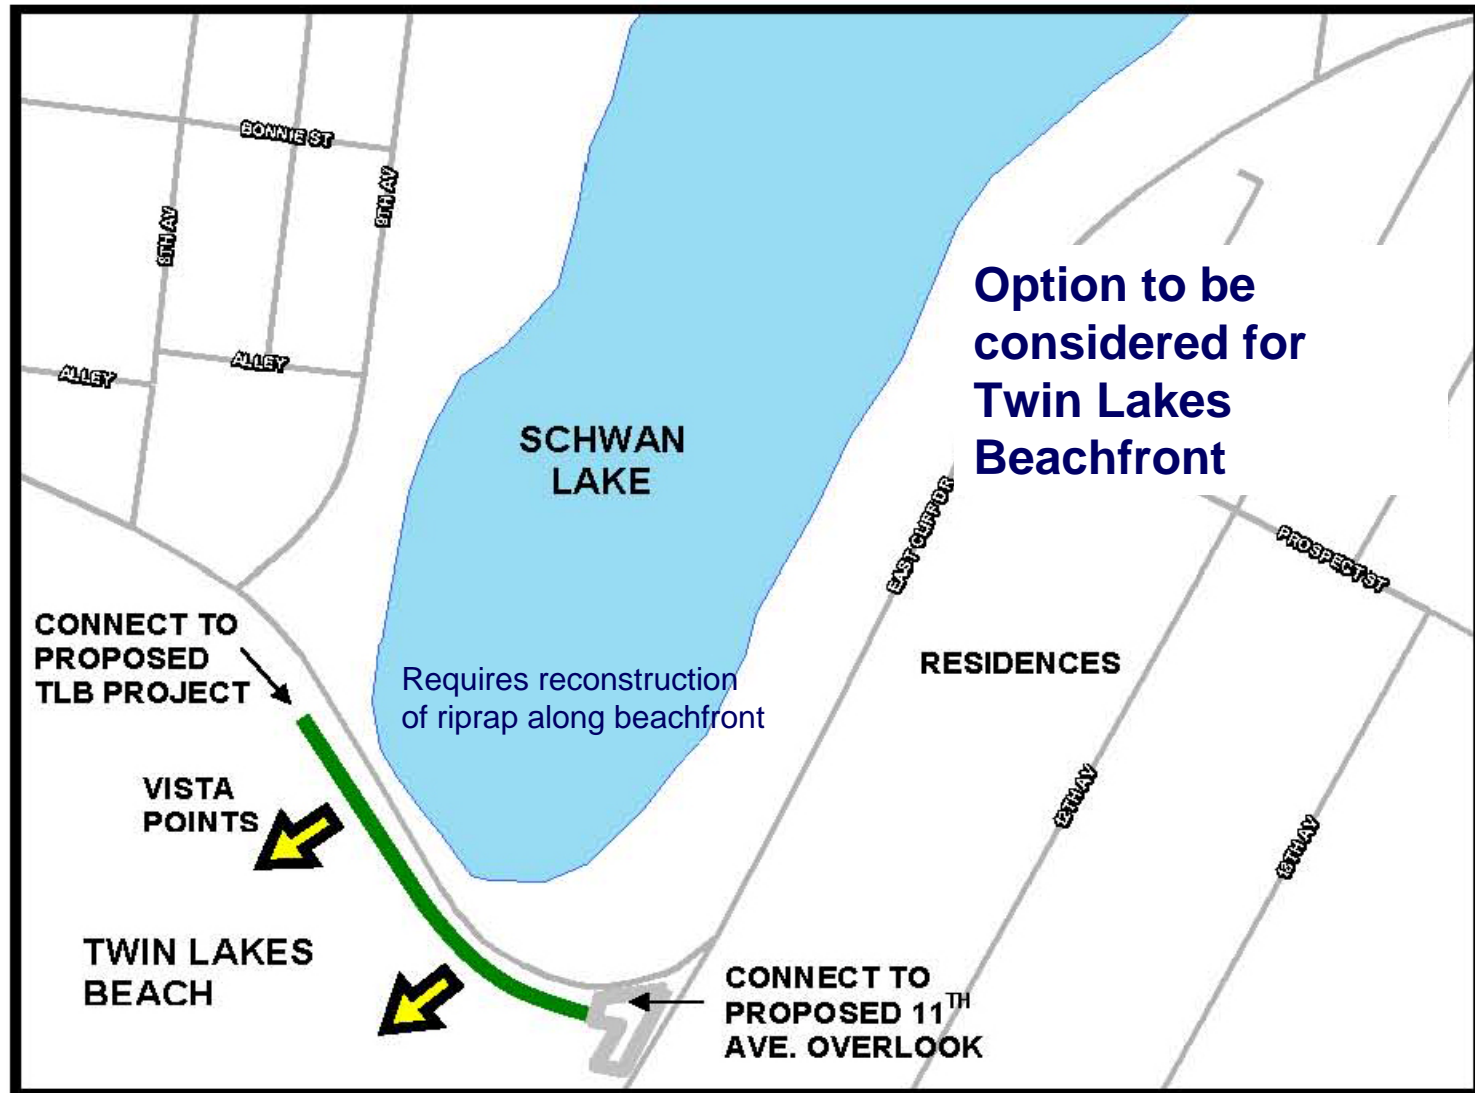 BONNIE ST
9TH AV
8TH AV
ALLEY
ALLEY
Option to be
considered for
Twin Lakes
Beachfront
SCHWAN
LAKE
EAST CLIFF DR
PROSPECT ST
CONNECT TO
PROPOSED
TLB PROJECT
RESIDENCES
Requires reconstruction
of riprap along beachfront
VISTA
POINTS
12TH AV
13TH AV
TWIN LAKES
BEACH
CONNECT TO
PROPOSED 11TH
AVE. OVERLOOK